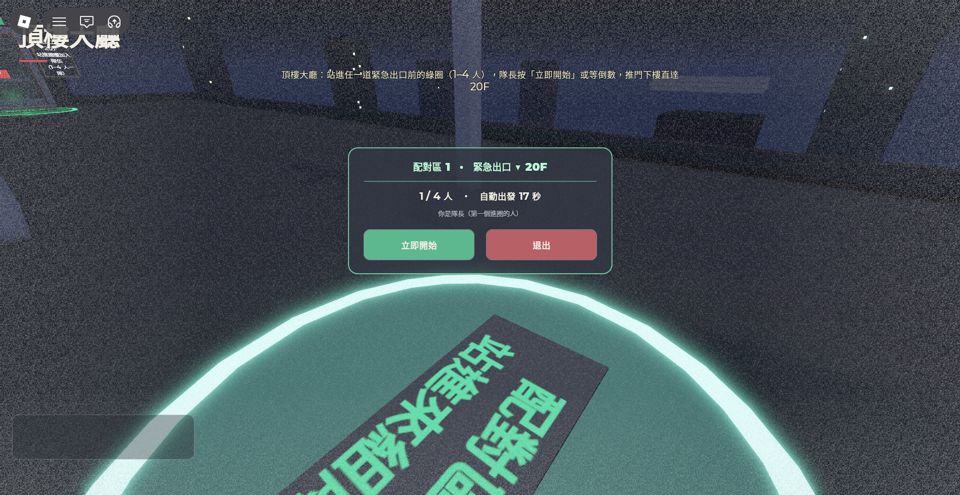 頂樓大廳
頂樓大廳：站進任一道緊急出口前的綠圈（1–4 人），隊長按「立即開始」或等倒數，推門下樓直達
20F
配對區 1 • 緊急出口 ▼ 20F
1 / 4 人 • 自動出發 17 秒
你是隊長（第一個進圈的人）
立即開始
退出
配對區
站進來組隊